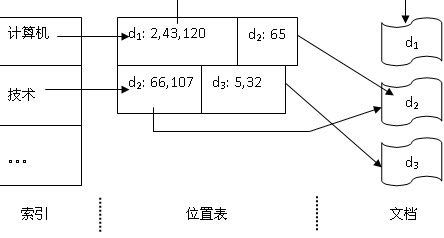 计算机 d₁: 2,43,120 d₂: 65 d₁
技术 d₂: 66,107 d₃: 5,32 d₂
... d₃
索引 位置表 文档